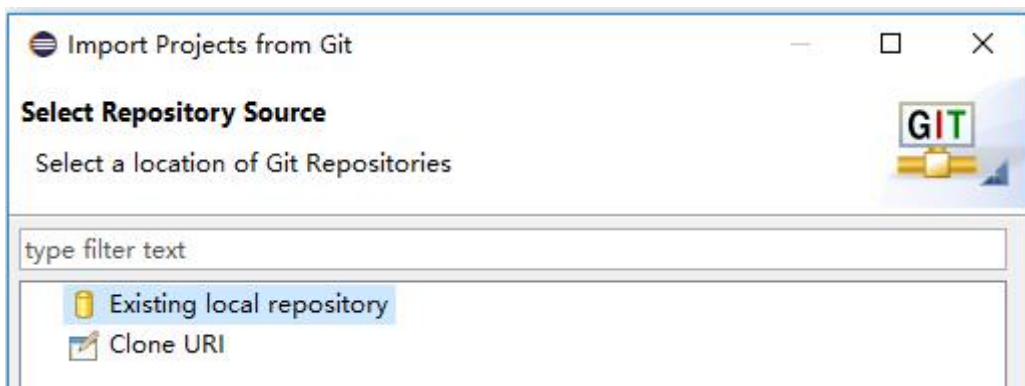 Import Projects from Git
Select Repository Source
Select a location of Git Repositories
GIT
type filter text
Existing local repository
Clone URI